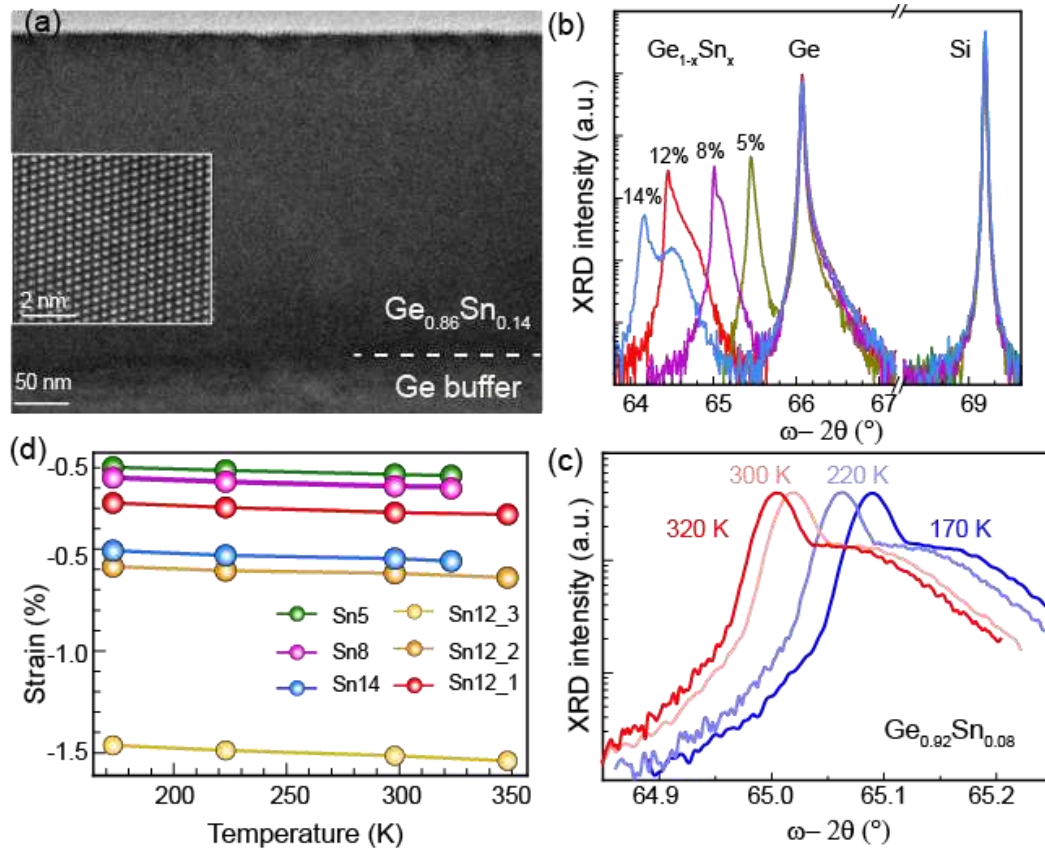 (a)
2 nm
Ge0.86Sn0.14
50 nm
Ge buffer
(b)
Ge1-xSnx
Ge
Si
14%
12%
8%
5%
XRD intensity (a.u.)
64 65 66 67 69
ω– 2θ (°)
(d)
-0.5
-0.5
-1.0
-1.5
Strain (%)
Sn5 Sn12_3
Sn8 Sn12_2
Sn14 Sn12_1
200 250 300 350
Temperature (K)
(c)
300 K 220 K
320 K 170 K
XRD intensity (a.u.)
Ge0.92Sn0.08
64.9 65.0 65.1 65.2
ω– 2θ (°)